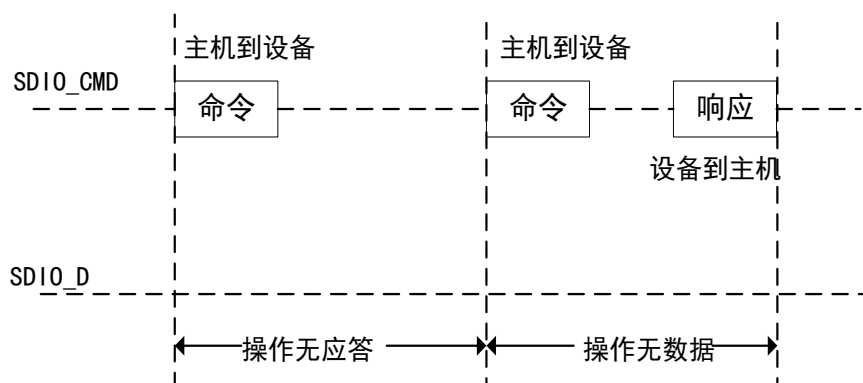 主机到设备
主机到设备
SDIO_CMD
命令
命令
响应
设备到主机
SDIO_D
操作无应答
操作无数据